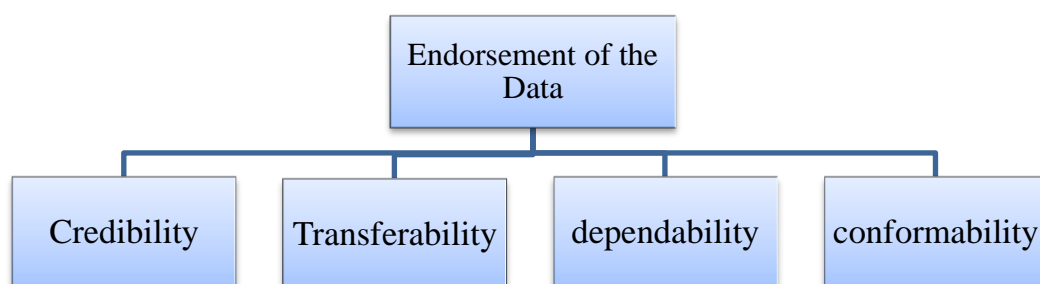 Endorsement of the
Data
Credibility
Transferability
dependability
conformability